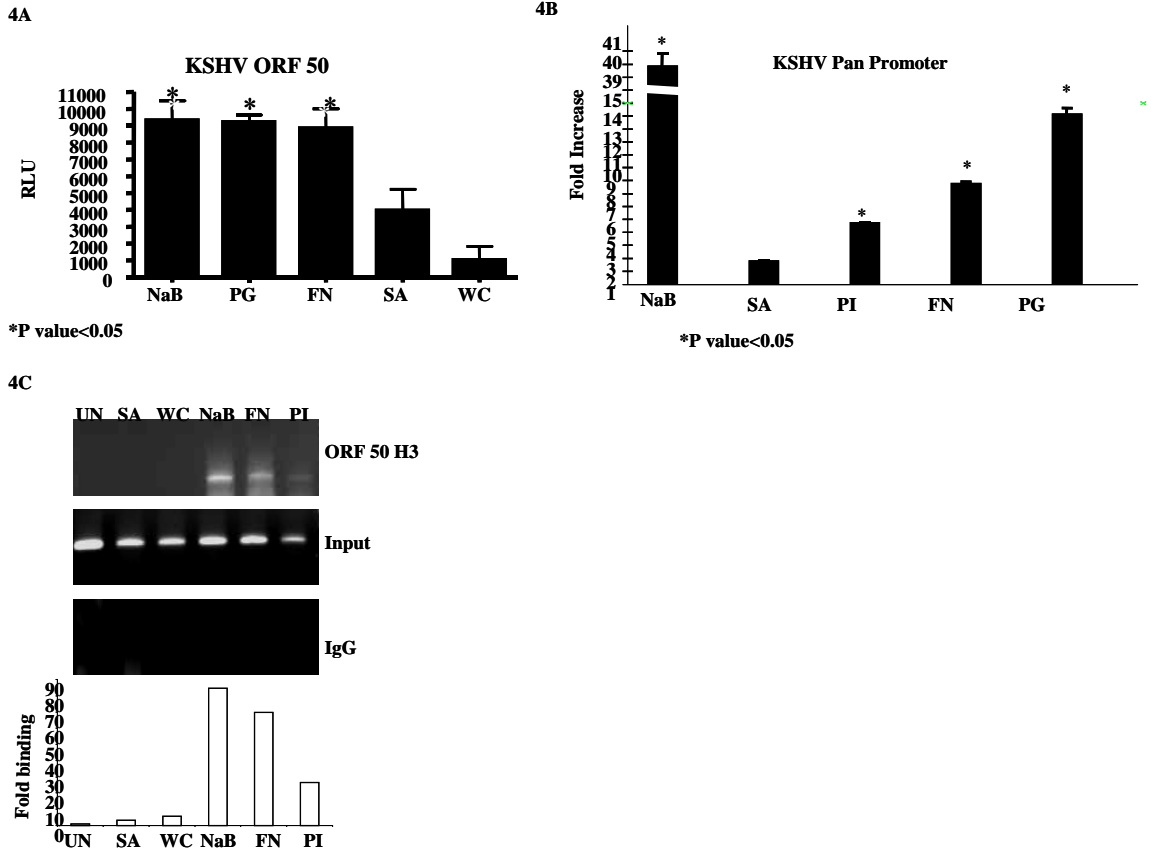 4A
KSHV ORF 50
RLU
11000
10000
9000
8000
7000
6000
5000
4000
3000
2000
1000
0
* * *
NaB PG FN SA WC
*P value<0.05
4B
KSHV Pan Promoter
Fold Increase
41
40
39
15
14
13
12
11
10
9
8
7
6
5
4
3
2
1
* * * *
NaB SA PI FN PG
*P value<0.05
4C
UN SA WC NaB FN PI
ORF 50 H3
Input
IgG
Fold binding
90
80
70
60
50
40
30
20
10
0
UN SA WC NaB FN PI